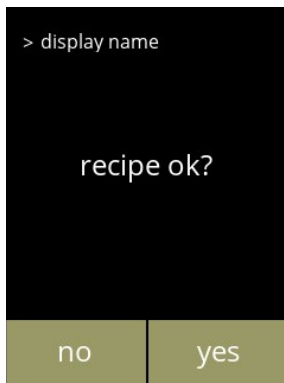 > display name
recipe ok?
no
yes